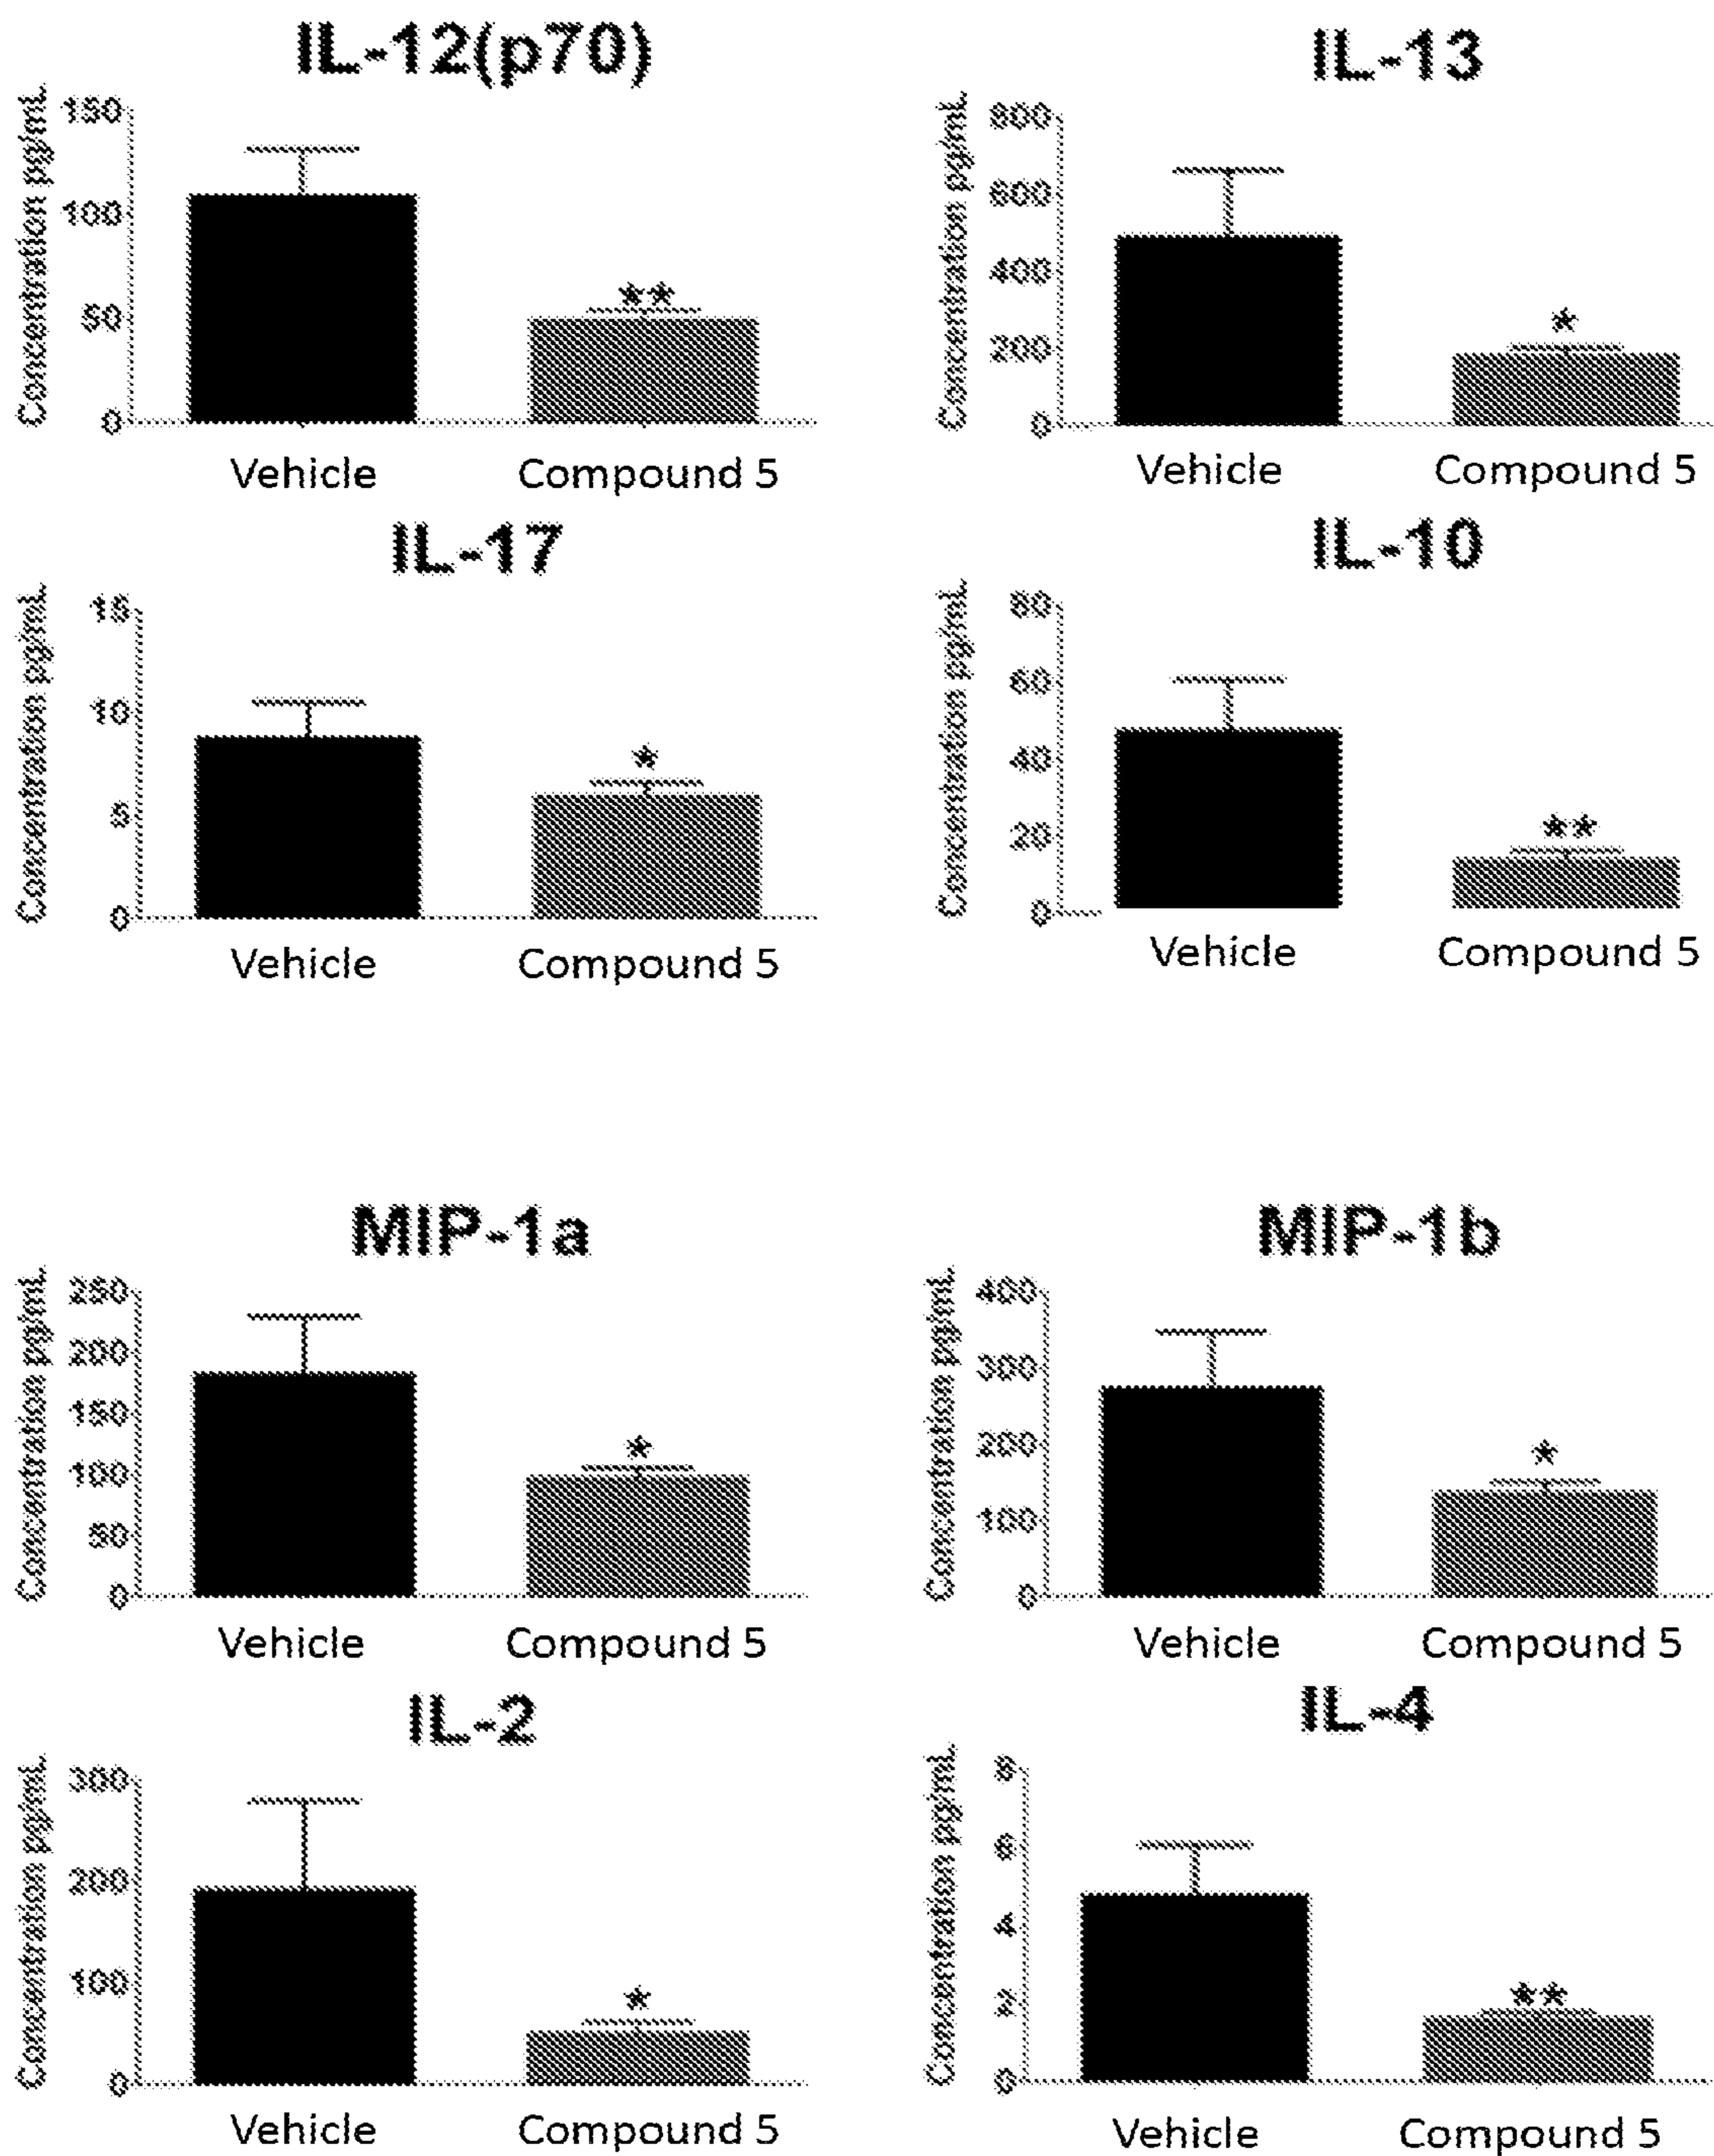 IL-12(p70)
Concentration pg/mL
150
100
50
0
**
Vehicle
Compound 5
IL-13
Concentration pg/mL
800
600
400
200
0
*
Vehicle
Compound 5
IL-17
Concentration pg/mL
15
10
5
0
*
Vehicle
Compound 5
IL-10
Concentration pg/mL
80
60
40
20
0
**
Vehicle
Compound 5
MIP-1a
Concentration pg/mL
250
200
150
100
50
0
*
Vehicle
Compound 5
MIP-1b
Concentration pg/mL
400
300
200
100
0
*
Vehicle
Compound 5
IL-2
Concentration pg/mL
300
200
100
0
*
Vehicle
Compound 5
IL-4
Concentration pg/mL
8
6
4
2
0
**
Vehicle
Compound 5